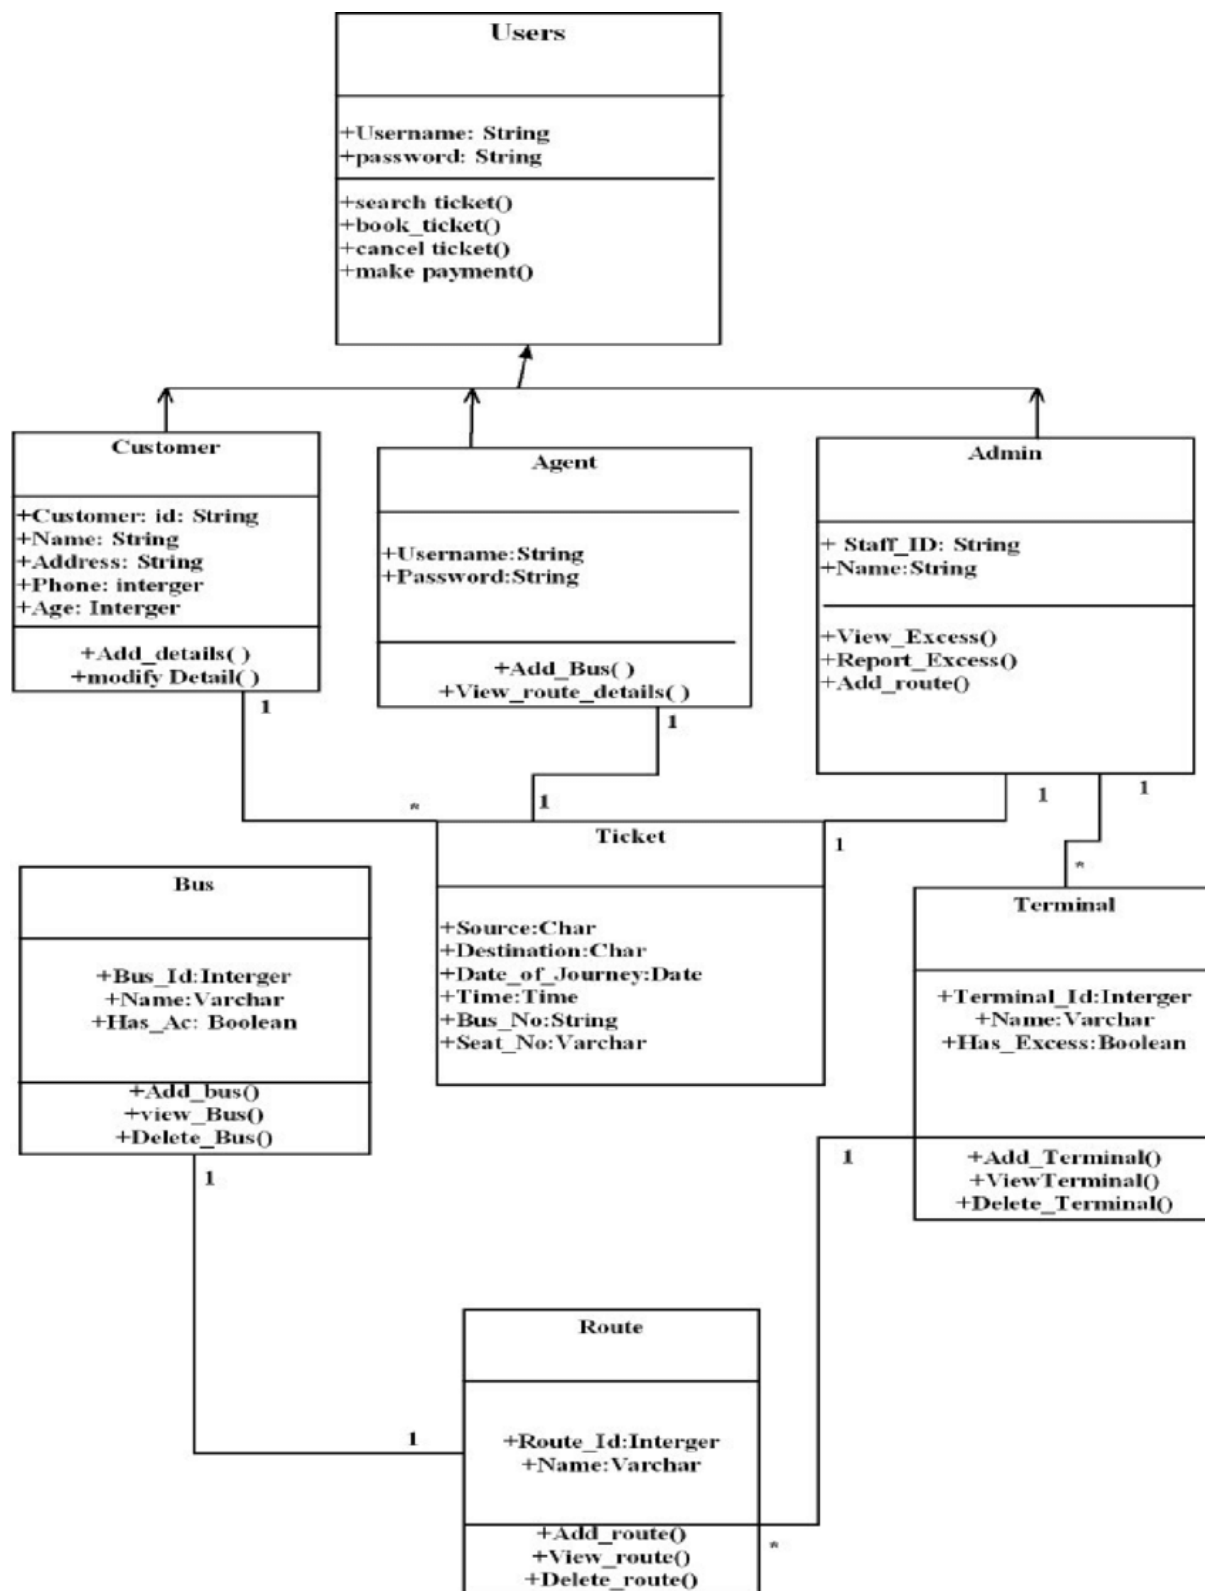 Users
+Username: String
+password: String
+search ticket()
+book_ticket()
+cancel ticket()
+make payment()
Customer
+Customer: id: String
+Name: String
+Address: String
+Phone: interger
+Age: Interger
+Add_details( )
+modify Detail( )
1
Agent
+Username:String
+Password:String
+Add_Bus( )
+View_route_details( )
1
Admin
+ Staff_ID: String
+Name:String
+View_Excess()
+Report_Excess()
+Add_route()
1
1
*
1
1
*
Ticket
+Source:Char
+Destination:Char
+Date_of_Journey:Date
+Time:Time
+Bus_No:String
+Seat_No:Varchar
Bus
+Bus_Id:Interger
+Name:Varchar
+Has_Ac: Boolean
+Add_bus()
+view_Bus()
+Delete_Bus()
1
Terminal
+Terminal_Id:Interger
+Name:Varchar
+Has_Excess:Boolean
+Add_Terminal()
+ViewTerminal()
+Delete_Terminal()
1
Route
+Route_Id:Interger
+Name:Varchar
+Add_route()
+View_route()
+Delete_route()
1
*